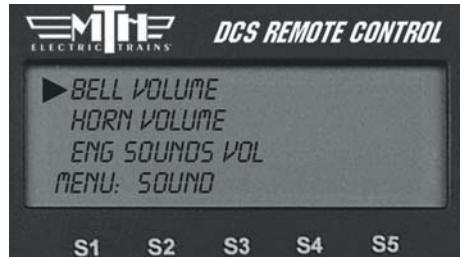 MTH
ELECTRIC TRAINS
DCS REMOTE CONTROL
BELL VOLUME
HORN VOLUME
ENG SOUNDS VOL
MENU: SOUND
S1 S2 S3 S4 S5